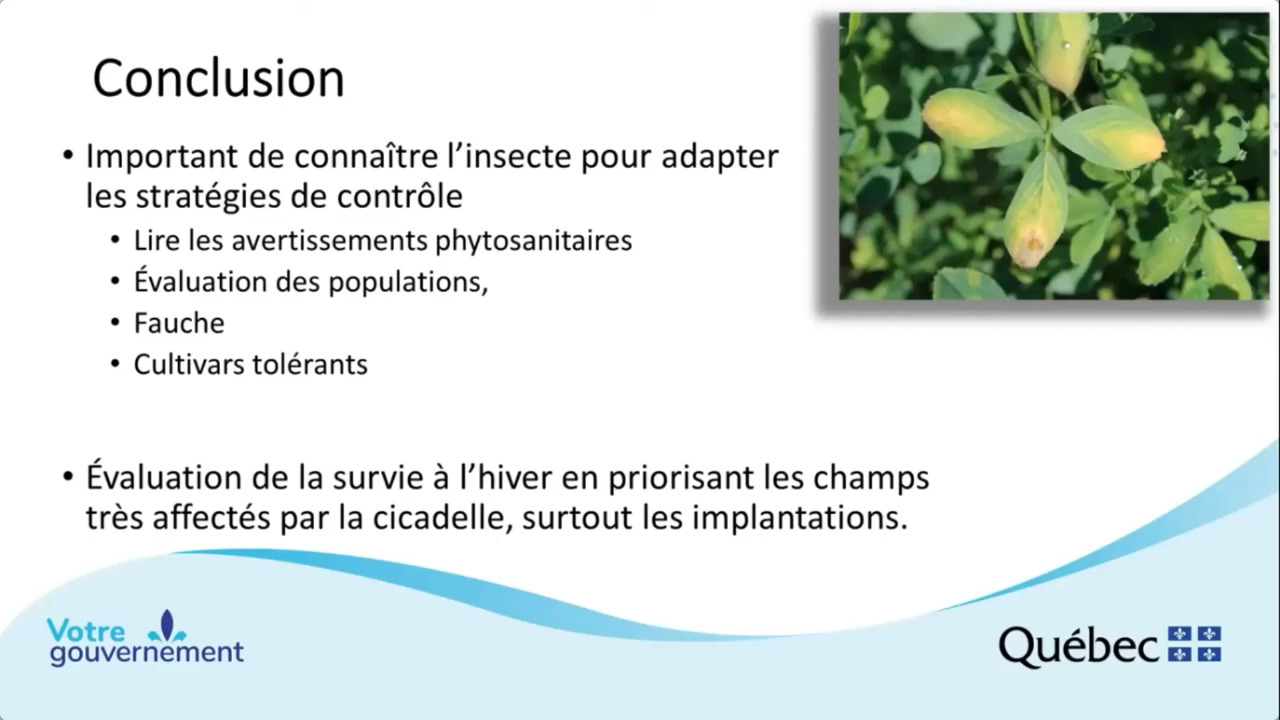 Conclusion
• Important de connaître l’insecte pour adapter
les stratégies de contrôle
• Lire les avertissements phytosanitaires
• Évaluation des populations,
• Fauche
• Cultivars tolérants
• Évaluation de la survie à l’hiver en priorisant les champs
très affectés par la cicadelle, surtout les implantations.
Votre
gouvernement
Québec